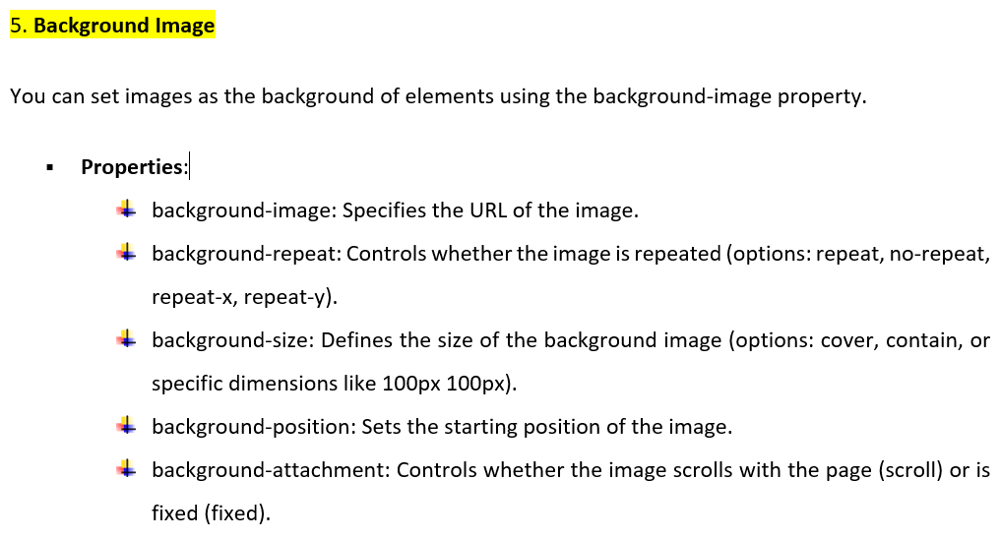 5. Background Image
You can set images as the background of elements using the background-image property.
▪ Properties:
background-image: Specifies the URL of the image.
background-repeat: Controls whether the image is repeated (options: repeat, no-repeat,
repeat-x, repeat-y).
background-size: Defines the size of the background image (options: cover, contain, or
specific dimensions like 100px 100px).
background-position: Sets the starting position of the image.
background-attachment: Controls whether the image scrolls with the page (scroll) or is
fixed (fixed).